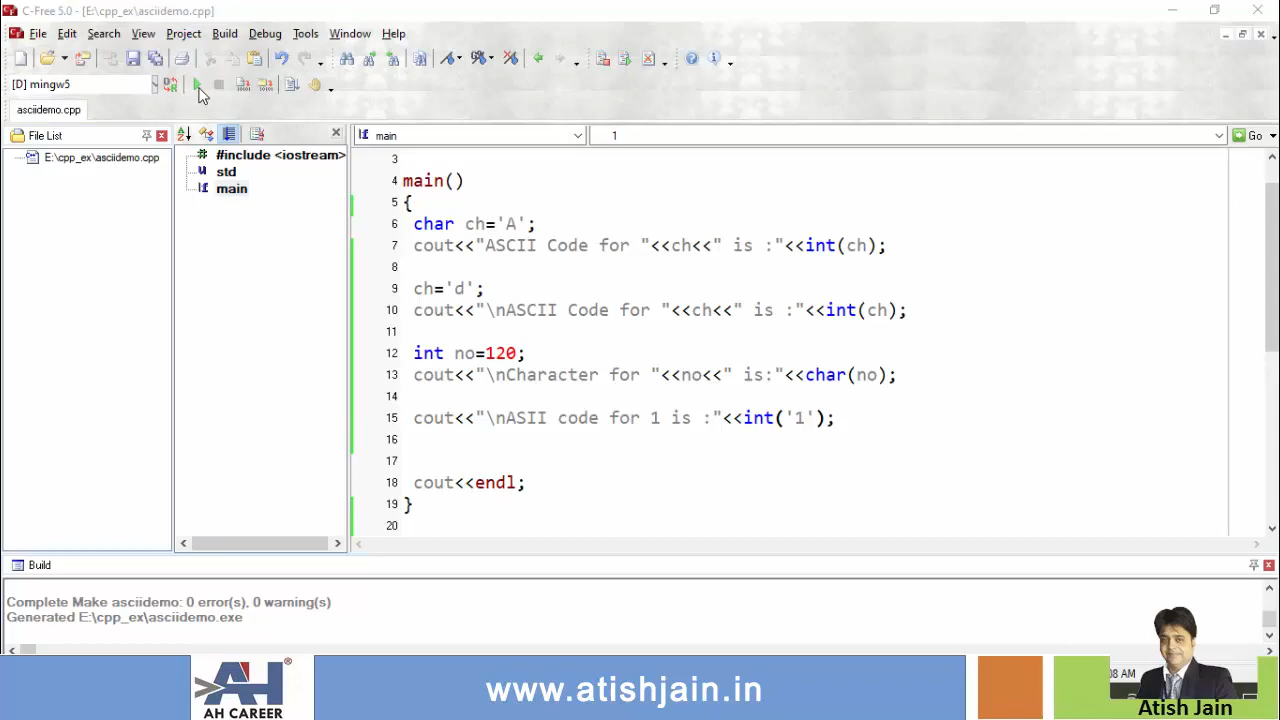 C-Free 5.0 - [E:\cpp_ex\asciidemo.cpp]
File Edit Search View Project Build Debug Tools Window Help
[D] mingw5
asciidemo.cpp
File List
main
1
Go
E:\cpp_ex\asciidemo.cpp
#include <iostream>
std
main
3
4 main()
5 {
6 char ch='A';
7 cout<<"ASCII Code for "<<ch<<" is :"<<int(ch);
8
9 ch='d';
10 cout<<"\nASCII Code for "<<ch<<" is :"<<int(ch);
11
12 int no=120;
13 cout<<"\nCharacter for "<<no<<" is:"<<char(no);
14
15 cout<<"\nASII code for 1 is :"<<int('1');
16
17
18 cout<<endl;
19 }
20
Build
Complete Make asciidemo: 0 error(s), 0 warning(s)
Generated E:\cpp_ex\asciidemo.exe
AH
®
AH CAREER
www.atishjain.in
08 AM
Atish Jain